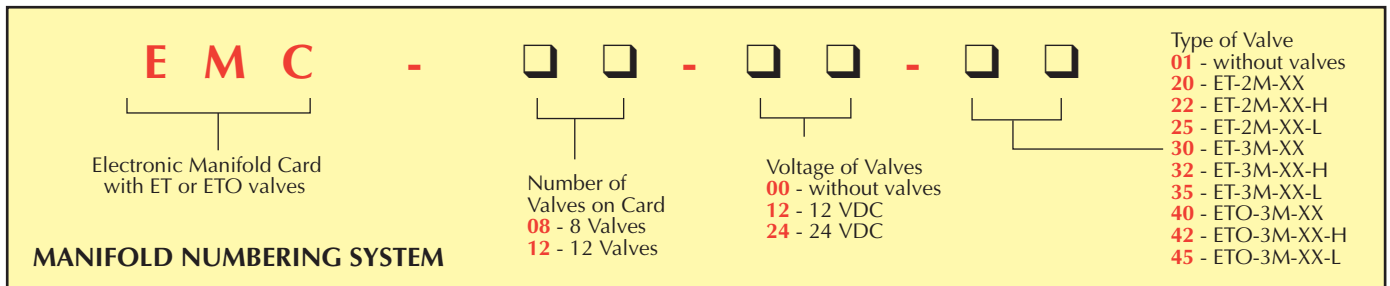 E M C - ❏ ❏ - ❏ ❏ - ❏ ❏
Electronic Manifold Card
with ET or ETO valves
Number of
Valves on Card
08 - 8 Valves
12 - 12 Valves
Voltage of Valves
00 - without valves
12 - 12 VDC
24 - 24 VDC
Type of Valve
01 - without valves
20 - ET-2M-XX
22 - ET-2M-XX-H
25 - ET-2M-XX-L
30 - ET-3M-XX
32 - ET-3M-XX-H
35 - ET-3M-XX-L
40 - ETO-3M-XX
42 - ETO-3M-XX-H
45 - ETO-3M-XX-L
MANIFOLD NUMBERING SYSTEM